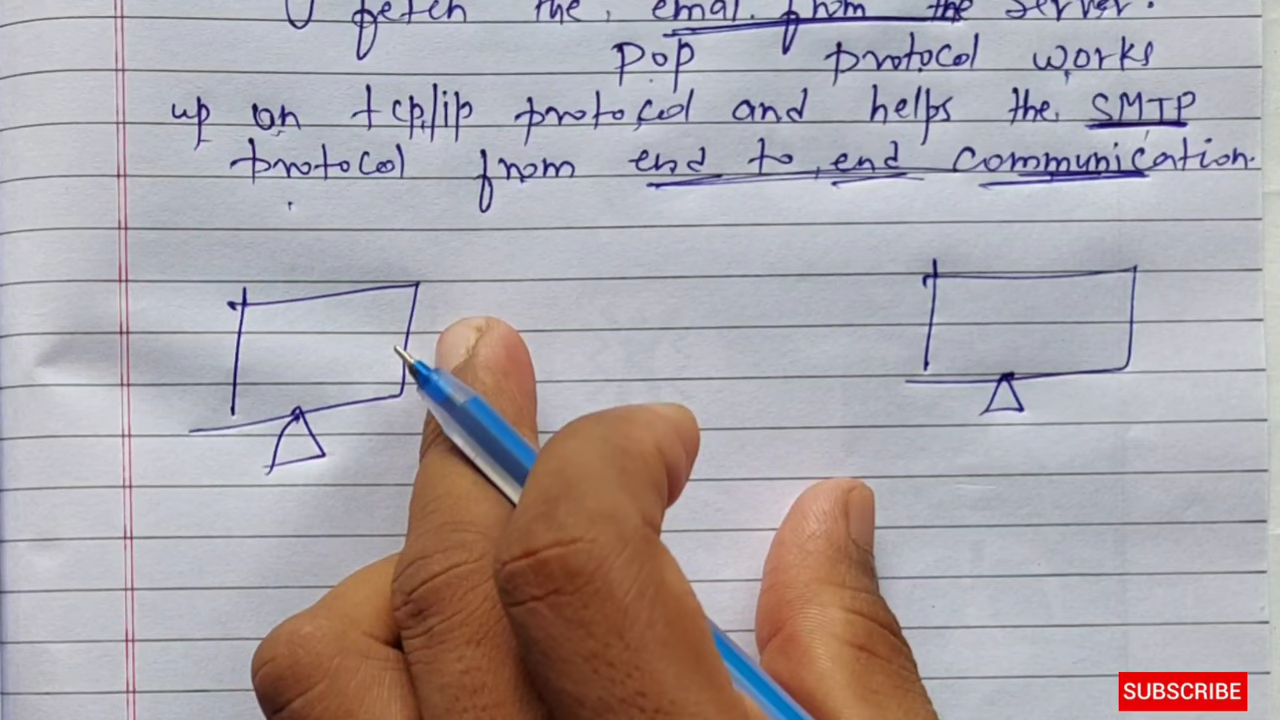 fetch the email from the server.
pop protocol works
up on tcp/ip protocol and helps the SMTP
protocol from end to end communication.
SUBSCRIBE